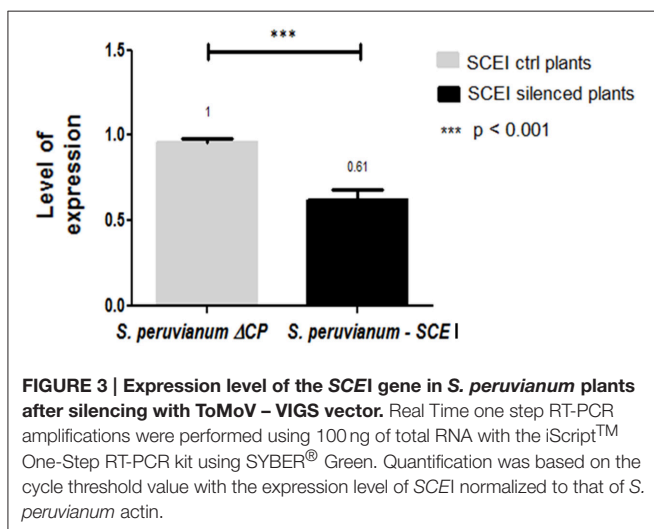 ***
SCEI ctrl plants
SCEI silenced plants
*** p < 0.001
Level of
expression
1.5
1.0
0.5
0.0
1
0.61
S. peruvianum ΔCP
S. peruvianum - SCE I
FIGURE 3 | Expression level of the SCEI gene in S. peruvianum plants
after silencing with ToMoV – VIGS vector. Real Time one step RT-PCR
amplifications were performed using 100 ng of total RNA with the iScript™
One-Step RT-PCR kit using SYBER® Green. Quantification was based on the
cycle threshold value with the expression level of SCEI normalized to that of S.
peruvianum actin.